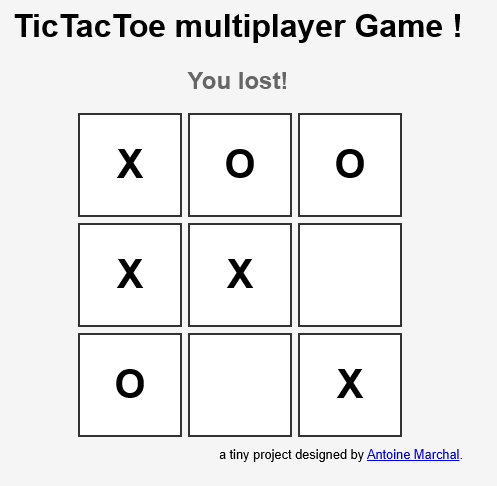 TicTacToe multiplayer Game !
You lost!
X O O
X X
O X
a tiny project designed by Antoine Marchal.